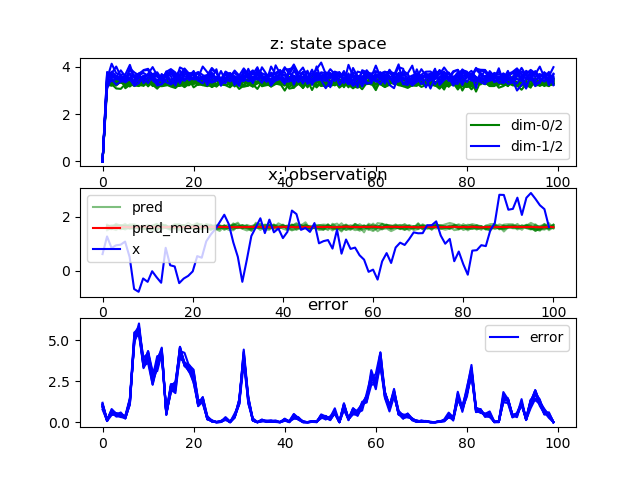 z: state space
4
2
0
dim-0/2
dim-1/2
0 20 40 60 80 100
x: observation
2
0
pred
pred_mean
x
0 20 40 60 80 100
error
5.0
2.5
0.0
error
0 20 40 60 80 100